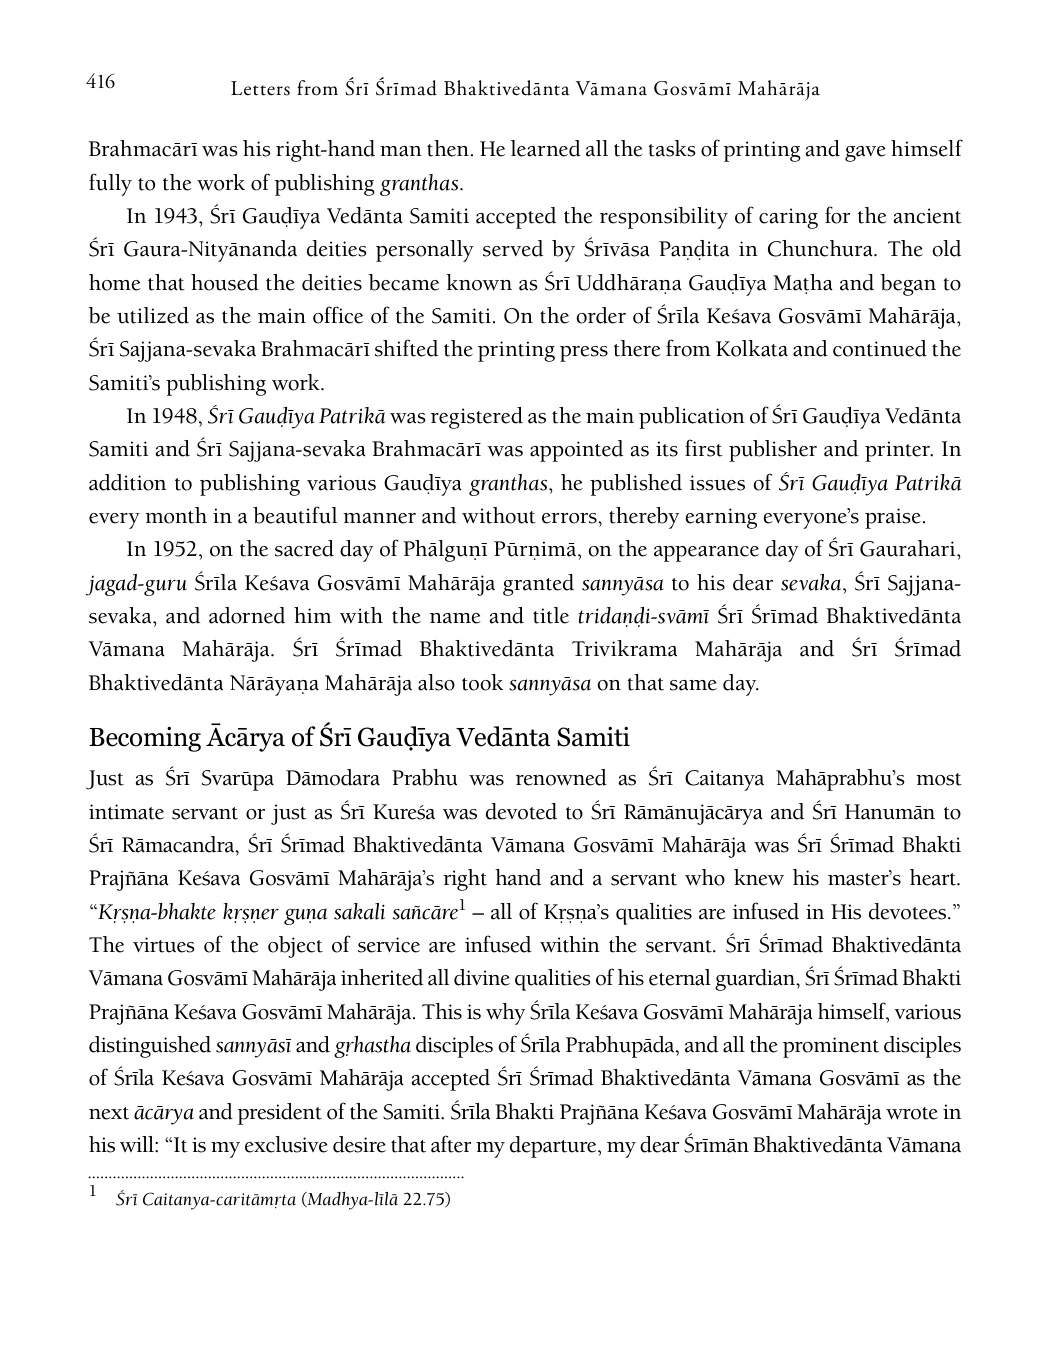 416
Letters from Śrī Śrīmad Bhaktivedānta Vāmana Gosvāmī Mahārāja
Brahmacārī was his right-hand man then. He learned all the tasks of printing and gave himself
fully to the work of publishing granthas.
In 1943, Śrī Gauḍīya Vedānta Samiti accepted the responsibility of caring for the ancient
Śrī Gaura-Nityānanda deities personally served by Śrīvāsa Paṇḍita in Chunchura. The old
home that housed the deities became known as Śrī Uddhāraṇa Gauḍīya Maṭha and began to
be utilized as the main office of the Samiti. On the order of Śrīla Keśava Gosvāmī Mahārāja,
Śrī Sajjana-sevaka Brahmacārī shifted the printing press there from Kolkata and continued the
Samiti’s publishing work.
In 1948, Śrī Gauḍīya Patrikā was registered as the main publication of Śrī Gauḍīya Vedānta
Samiti and Śrī Sajjana-sevaka Brahmacārī was appointed as its first publisher and printer. In
addition to publishing various Gauḍīya granthas, he published issues of Śrī Gauḍīya Patrikā
every month in a beautiful manner and without errors, thereby earning everyone’s praise.
In 1952, on the sacred day of Phālguṇī Pūrṇimā, on the appearance day of Śrī Gaurahari,
jagad-guru Śrīla Keśava Gosvāmī Mahārāja granted sannyāsa to his dear sevaka, Śrī Sajjana-
sevaka, and adorned him with the name and title tridaṇḍi-svāmī Śrī Śrīmad Bhaktivedānta
Vāmana Mahārāja. Śrī Śrīmad Bhaktivedānta Trivikrama Mahārāja and Śrī Śrīmad
Bhaktivedānta Nārāyaṇa Mahārāja also took sannyāsa on that same day.
Becoming Ācārya of Śrī Gauḍīya Vedānta Samiti
Just as Śrī Svarūpa Dāmodara Prabhu was renowned as Śrī Caitanya Mahāprabhu’s most
intimate servant or just as Śrī Kureśa was devoted to Śrī Rāmānujācārya and Śrī Hanumān to
Śrī Rāmacandra, Śrī Śrīmad Bhaktivedānta Vāmana Gosvāmī Mahārāja was Śrī Śrīmad Bhakti
Prajñāna Keśava Gosvāmī Mahārāja’s right hand and a servant who knew his master’s heart.
“Kṛṣṇa-bhakte kṛṣṇer guṇa sakali sañcāre1 – all of Kṛṣṇa’s qualities are infused in His devotees.”
The virtues of the object of service are infused within the servant. Śrī Śrīmad Bhaktivedānta
Vāmana Gosvāmī Mahārāja inherited all divine qualities of his eternal guardian, Śrī Śrīmad Bhakti
Prajñāna Keśava Gosvāmī Mahārāja. This is why Śrīla Keśava Gosvāmī Mahārāja himself, various
distinguished sannyāsī and gṛhastha disciples of Śrīla Prabhupāda, and all the prominent disciples
of Śrīla Keśava Gosvāmī Mahārāja accepted Śrī Śrīmad Bhaktivedānta Vāmana Gosvāmī as the
next ācārya and president of the Samiti. Śrīla Bhakti Prajñāna Keśava Gosvāmī Mahārāja wrote in
his will: “It is my exclusive desire that after my departure, my dear Śrīmān Bhaktivedānta Vāmana
1 Śrī Caitanya-caritāmṛta (Madhya-līlā 22.75)